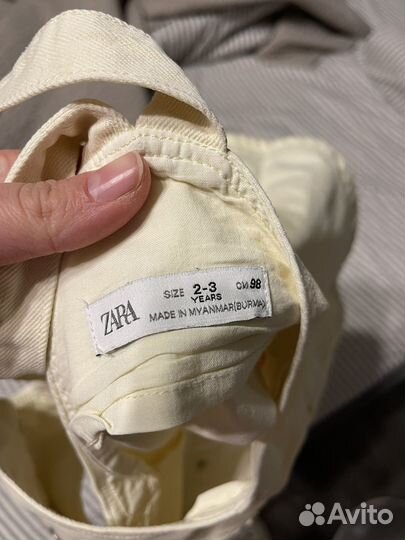 ZARA
SIZE 2-3 CM.98
YEARS
MADE IN MYANMAR(BURMA)
Avito